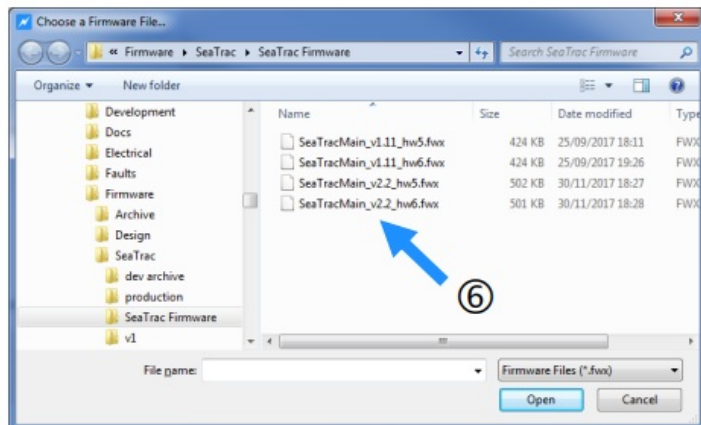 Choose a Firmware File...
« Firmware ▸ SeaTrac ▸ SeaTrac Firmware
Search SeaTrac Firmware
Organize ▾ New folder
Development
Docs
Electrical
Faults
Firmware
Archive
Design
SeaTrac
dev archive
production
SeaTrac Firmware
v1
Name Size Date modified Type
SeaTracMain_v1.11_hw5.fwx 424 KB 25/09/2017 18:11 FWX
SeaTracMain_v1.11_hw6.fwx 424 KB 25/09/2017 19:26 FWX
SeaTracMain_v2.2_hw5.fwx 502 KB 30/11/2017 18:27 FWX
SeaTracMain_v2.2_hw6.fwx 501 KB 30/11/2017 18:28 FWX
⑥
File name: Firmware Files (*.fwx)
Open Cancel